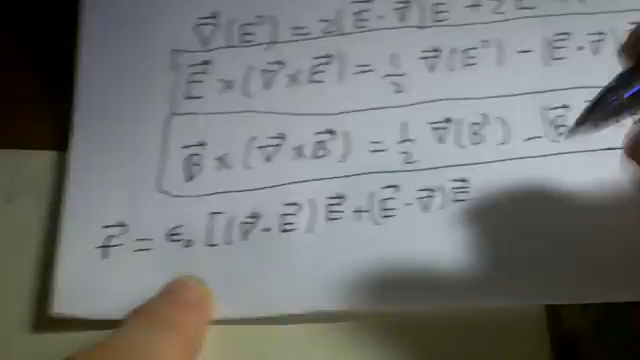 ∇⃗(E²) = 2(E⃗·∇⃗)E + 2E
E⃗ × (∇⃗ × E⃗) = 1/2 ∇⃗(E²) − (E⃗·∇⃗)
B⃗ × (∇⃗ × B⃗) = 1/2 ∇⃗(B²) − (B⃗
f⃗ = ε₀ [(∇⃗·E⃗)E⃗ + (E⃗·∇⃗)E⃗